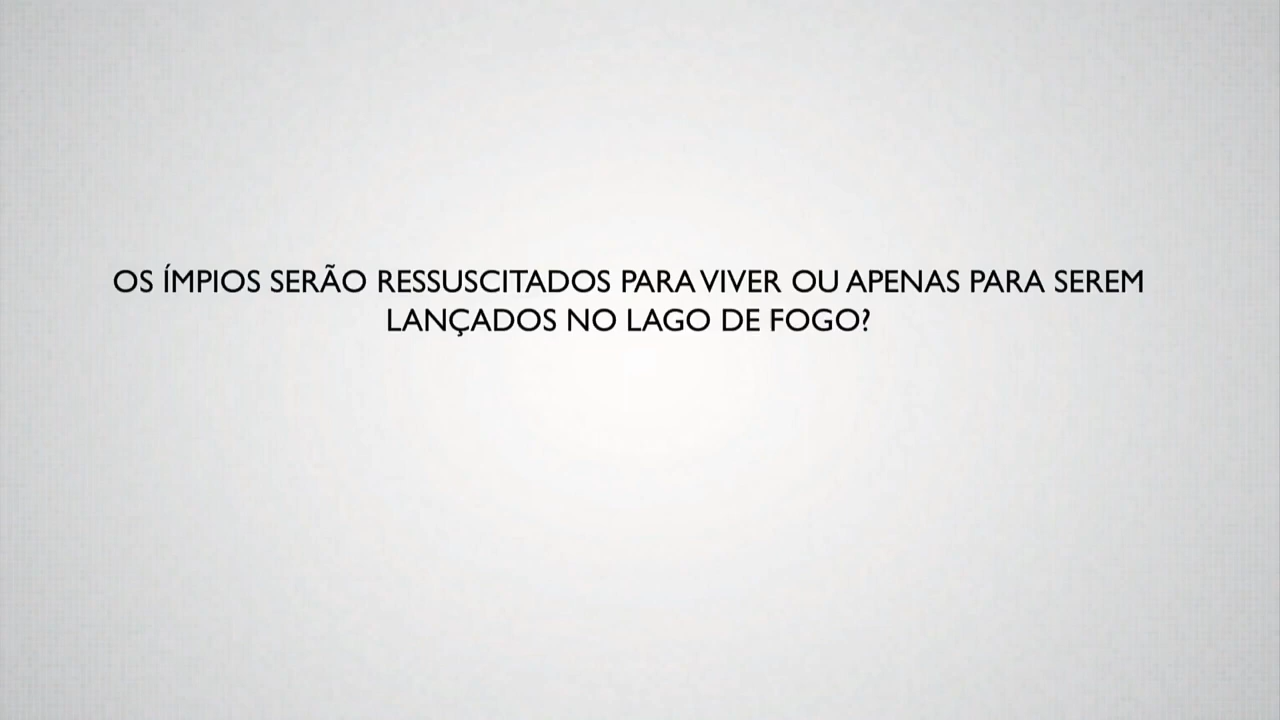 OS ÍMPIOS SERÃO RESSUSCITADOS PARA VIVER OU APENAS PARA SEREM
LANÇADOS NO LAGO DE FOGO?